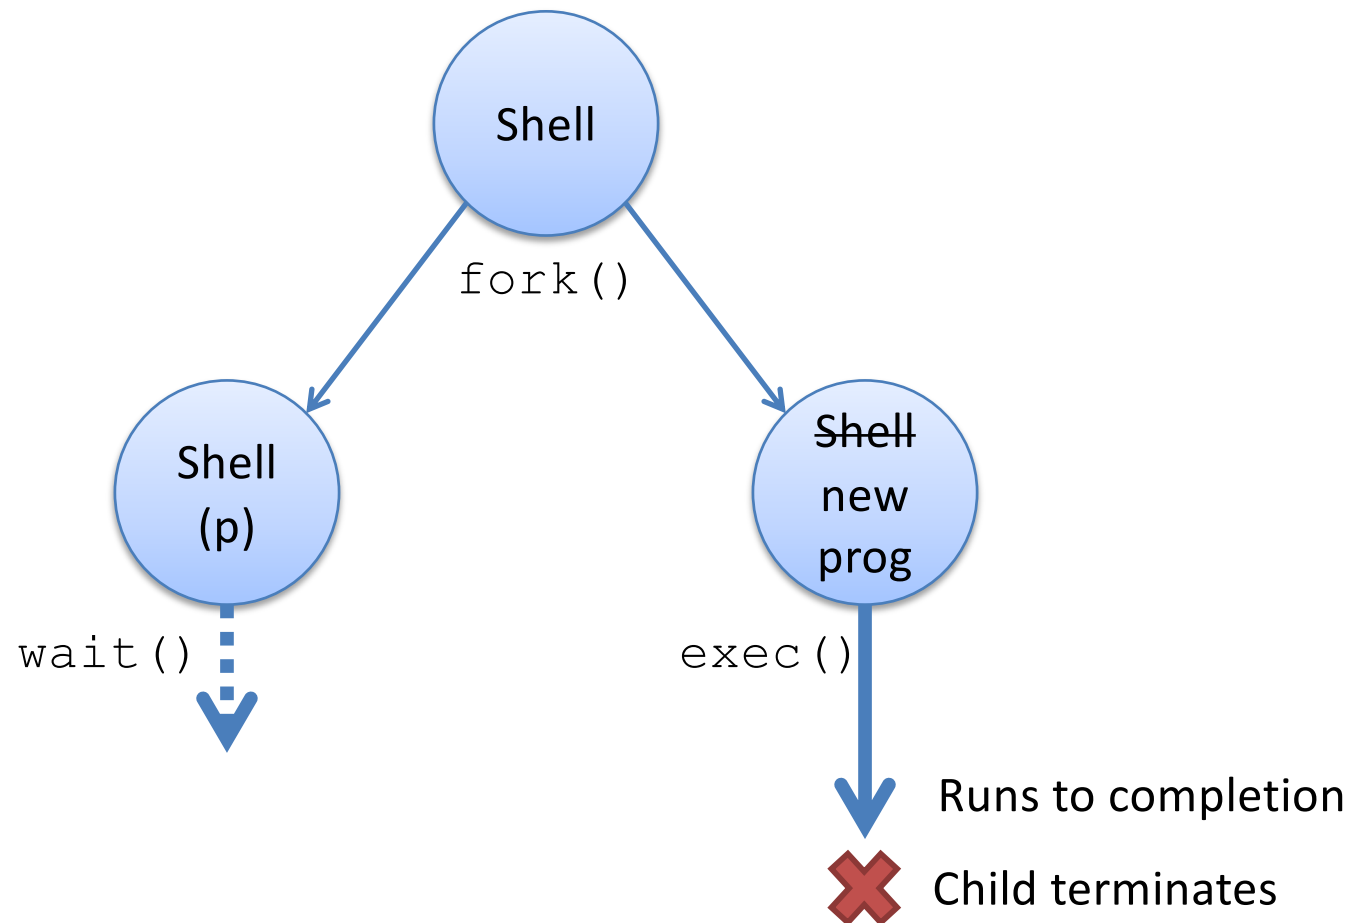 Shell
fork()
Shell
(p)
Shell
new
prog
wait()
exec()
Runs to completion
Child terminates